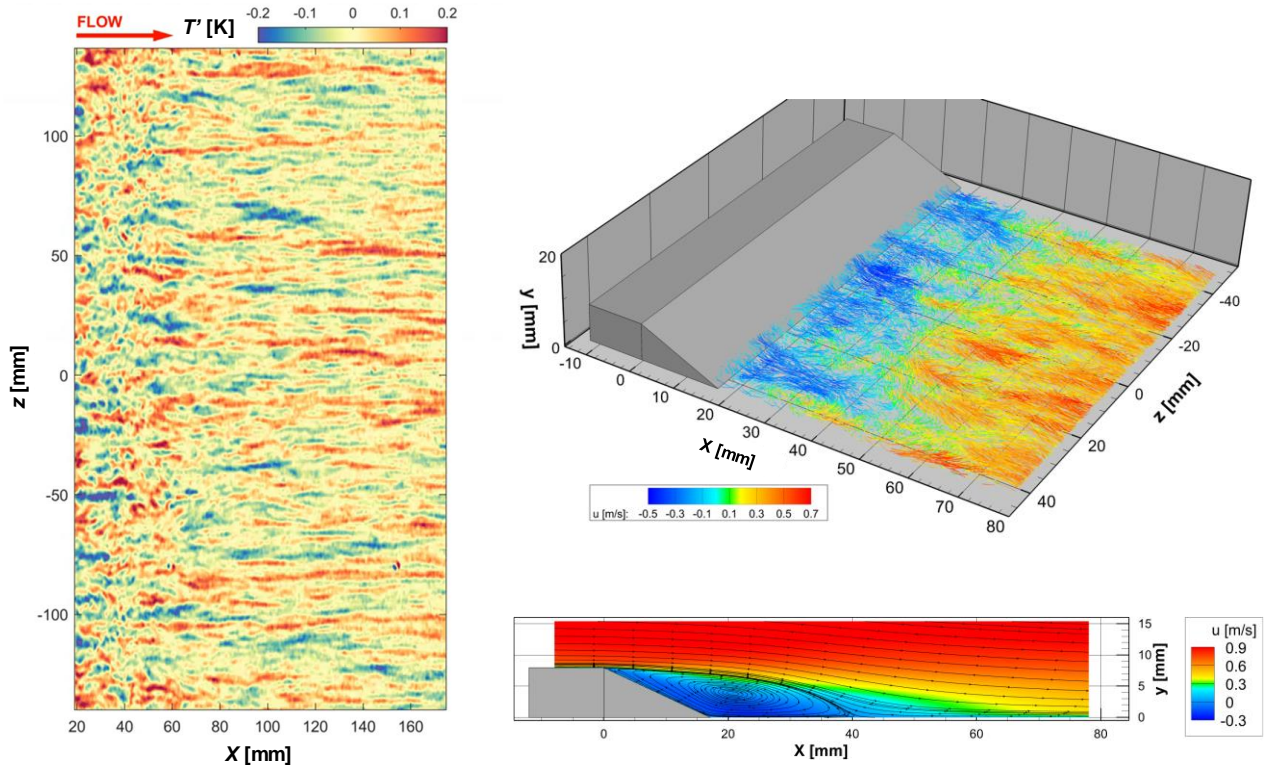 FLOW
T' [K]
-0.2 -0.1 0 0.1 0.2
100
50
0
-50
-100
z [mm]
20 40 60 80 100 120 140 160
X [mm]
20
10
0
y [mm]
-10 0 10 20 30 40 50 60 70 80
X [mm]
-40
-20
0
20
40
z [mm]
u [m/s]: -0.5 -0.3 -0.1 0.1 0.3 0.5 0.7
15
10
5
0
y [mm]
0 20 40 60 80
X [mm]
u [m/s]
0.9
0.6
0.3
0
-0.3